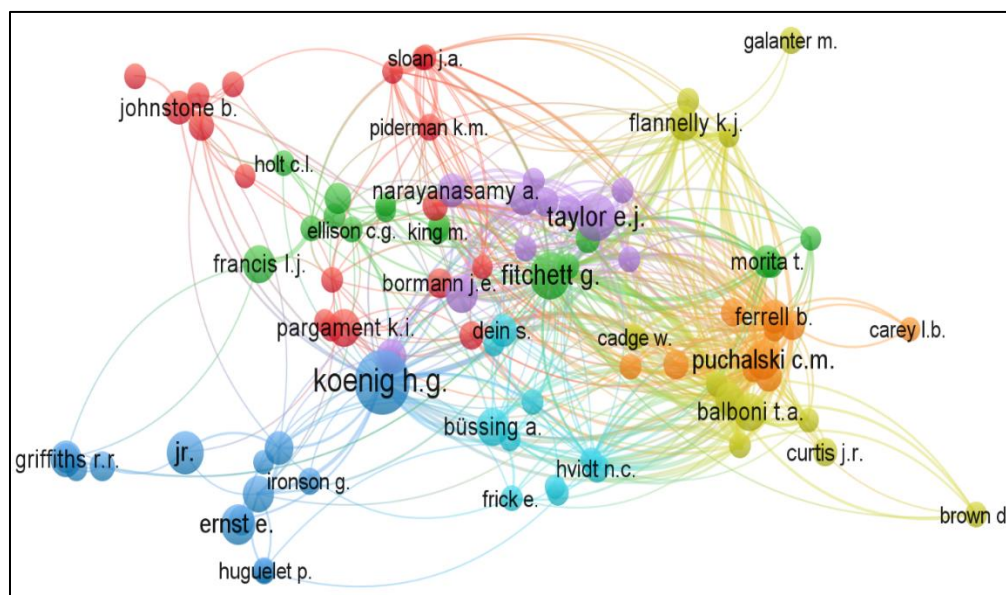 galanter m.
sloan j.a.
johnstone b.
piderman k.m.
flannelly k.j.
holt c.l.
narayanasamy a.
taylor e.j.
ellison c.g.
king m.
francis l.j.
bormann j.e.
fitchett g.
morita t.
pargament k.i.
dein s.
cadge w.
ferrell b.
carey l.b.
koenig h.g.
puchalski c.m.
büssing a.
balboni t.a.
griffiths r.r.
jr.
ironson g.
hvidt n.c.
curtis j.r.
frick e.
ernst e.
brown d
huguelet p.